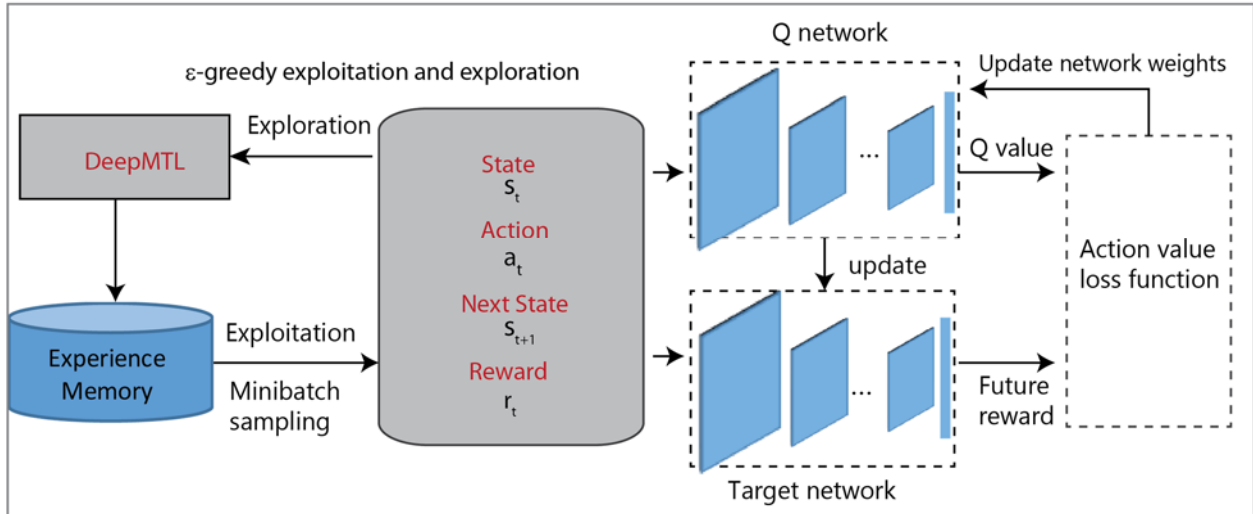 Q network
ε-greedy exploitation and exploration
Update network weights
Exploration
DeepMTL
State
s_t
Q value
Action
a_t
update
Action value
loss function
Next State
s_{t+1}
Exploitation
Experience
Memory
Reward
r_t
Minibatch
sampling
Future
reward
Target network
...
...